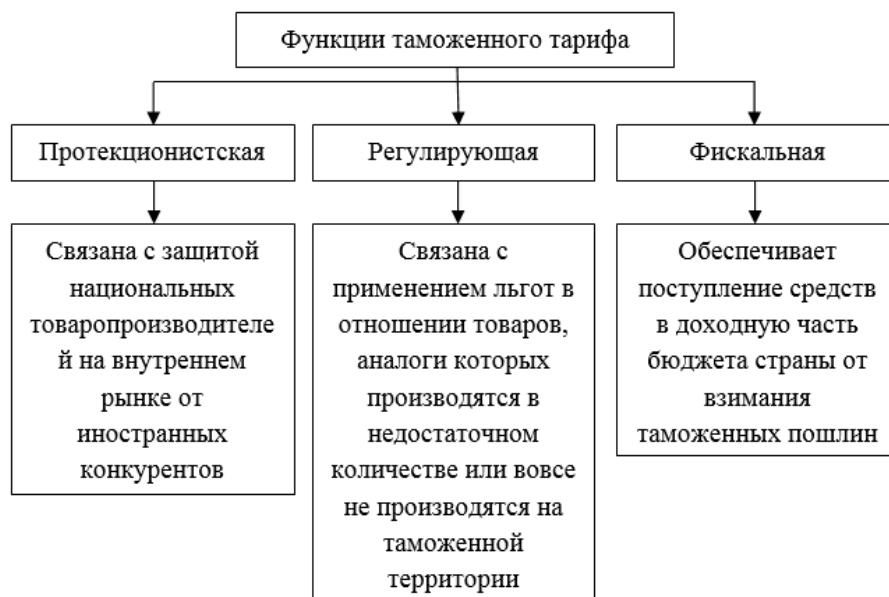 Функции таможенного тарифа
Протекционистская
Регулирующая
Фискальная
Связана с защитой
национальных
товаропроизводителе
й на внутреннем
рынке от
иностранных
конкурентов
Связана с
применением льгот в
отношении товаров,
аналоги которых
производятся в
недостаточном
количестве или вовсе
не производятся на
таможенной
территории
Обеспечивает
поступление средств
в доходную часть
бюджета страны от
взимания
таможенных пошлин